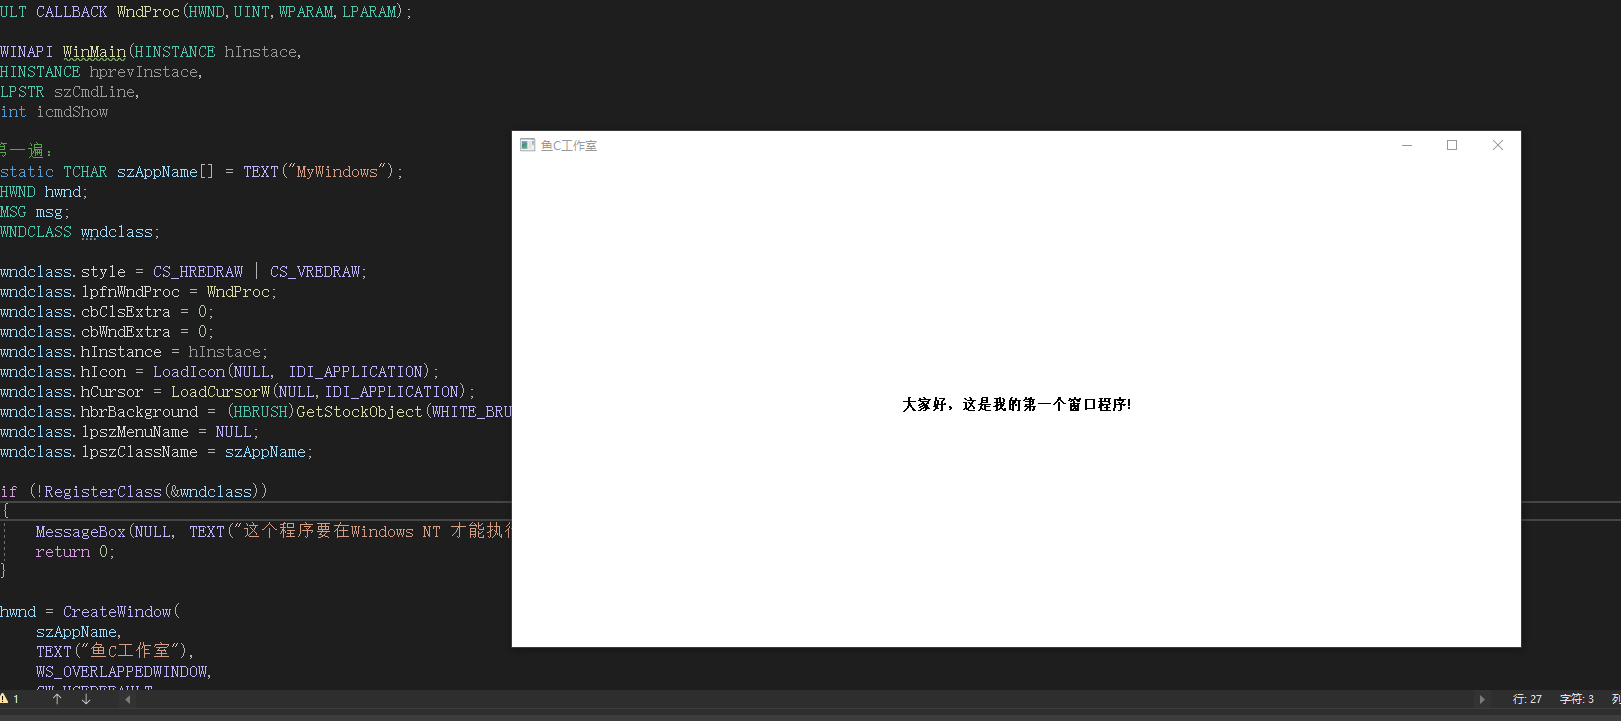 ULT CALLBACK WndProc(HWND,UINT,WPARAM,LPARAM);
WINAPI WinMain(HINSTANCE hInstace,
HINSTANCE hprevInstace,
LPSTR szCmdLine,
int icmdShow
第一遍:
static TCHAR szAppName[] = TEXT("MyWindows");
HWND hwnd;
MSG msg;
WNDCLASS wndclass;
wndclass.style = CS_HREDRAW | CS_VREDRAW;
wndclass.lpfnWndProc = WndProc;
wndclass.cbClsExtra = 0;
wndclass.cbWndExtra = 0;
wndclass.hInstance = hInstace;
wndclass.hIcon = LoadIcon(NULL, IDI_APPLICATION);
wndclass.hCursor = LoadCursorW(NULL,IDI_APPLICATION);
wndclass.hbrBackground = (HBRUSH)GetStockObject(WHITE_BRU
wndclass.lpszMenuName = NULL;
wndclass.lpszClassName = szAppName;
if (!RegisterClass(&wndclass))
{
MessageBox(NULL, TEXT("这个程序要在Windows NT 才能执行
return 0;
}
hwnd = CreateWindow(
szAppName,
TEXT("鱼C工作室"),
WS_OVERLAPPEDWINDOW,
CW_USEDEFAULT
鱼C工作室
大家好，这是我的第一个窗口程序!
1
行: 27
字符: 3
列